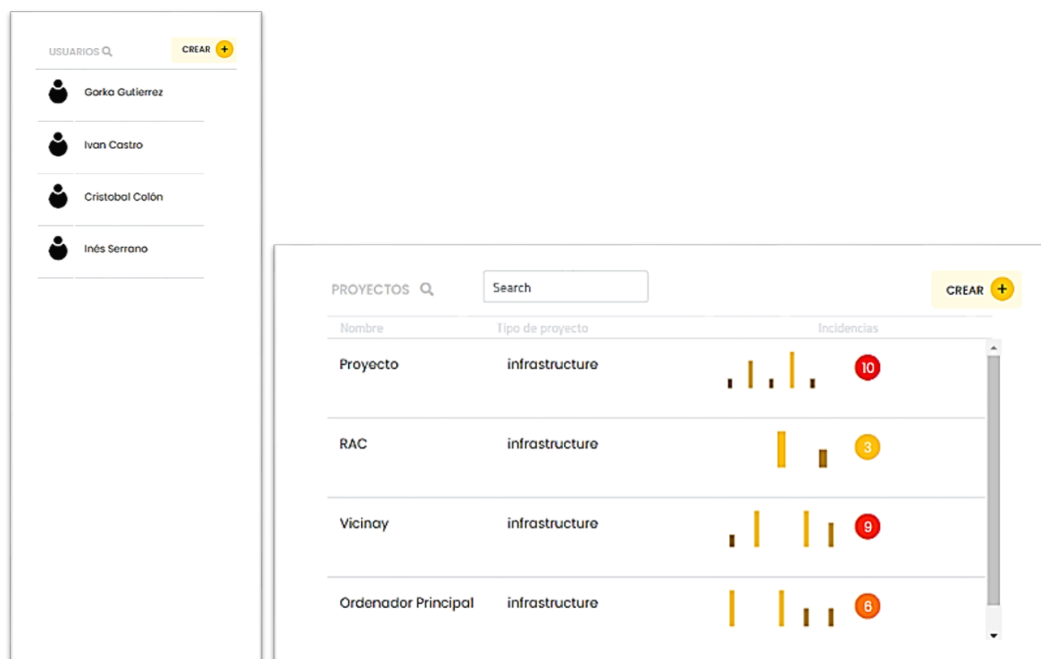 USUARIOS
CREAR +
Gorka Gutierrez
Ivan Castro
Cristobal Colón
Inés Serrano
PROYECTOS
Search
CREAR +
Nombre Tipo de proyecto Incidencias
Proyecto infrastructure 10
RAC infrastructure 3
Vicinay infrastructure 9
Ordenador Principal infrastructure 6